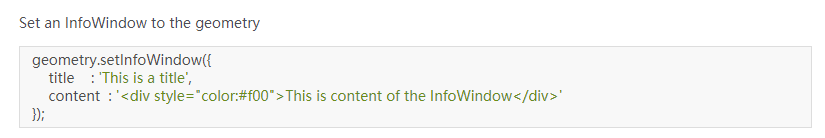 Set an InfoWindow to the geometry
geometry.setInfoWindow({
title : 'This is a title',
content : '<div style="color:#f00">This is content of the InfoWindow</div>'
});